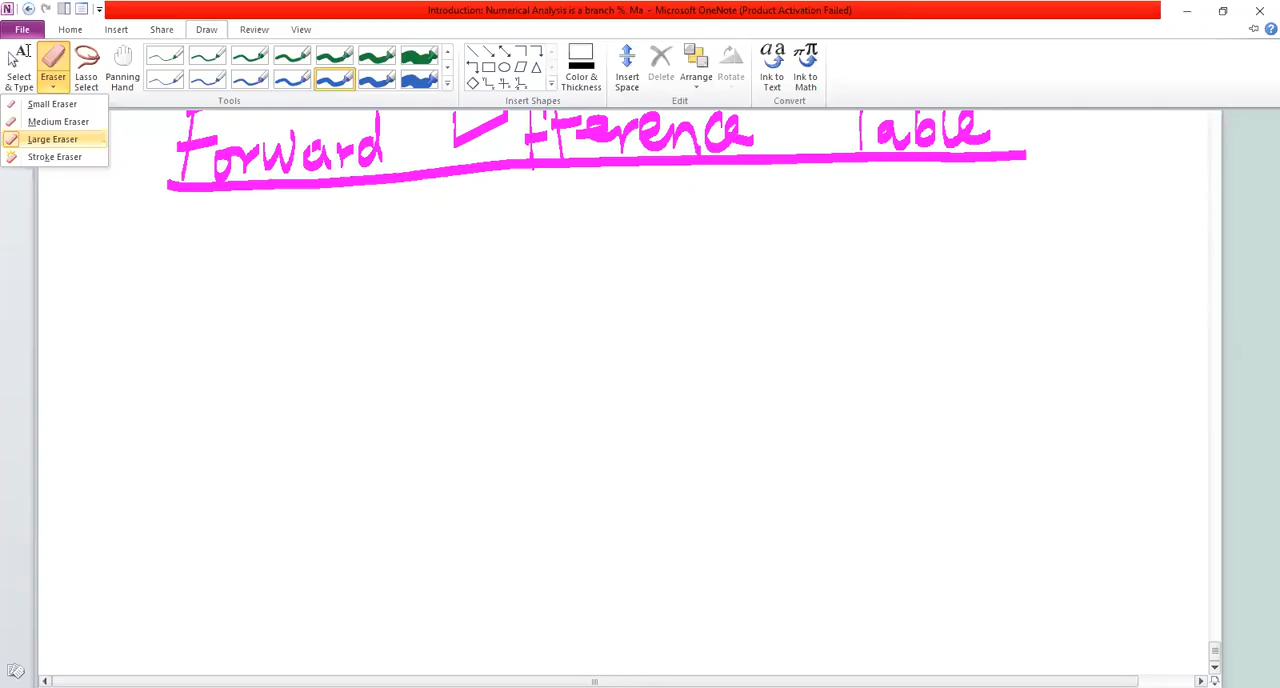 Introduction: Numerical Analysis is a branch %. Ma - Microsoft OneNote (Product Activation Failed)
File Home Insert Share Draw Review View
Select & Type Eraser Lasso Select Panning Hand Color & Thickness Insert Space Delete Arrange Rotate Ink to Text Ink to Math
Tools Insert Shapes Edit Convert
Small Eraser
Medium Eraser
Large Eraser
Stroke Eraser
Forward Difference Table